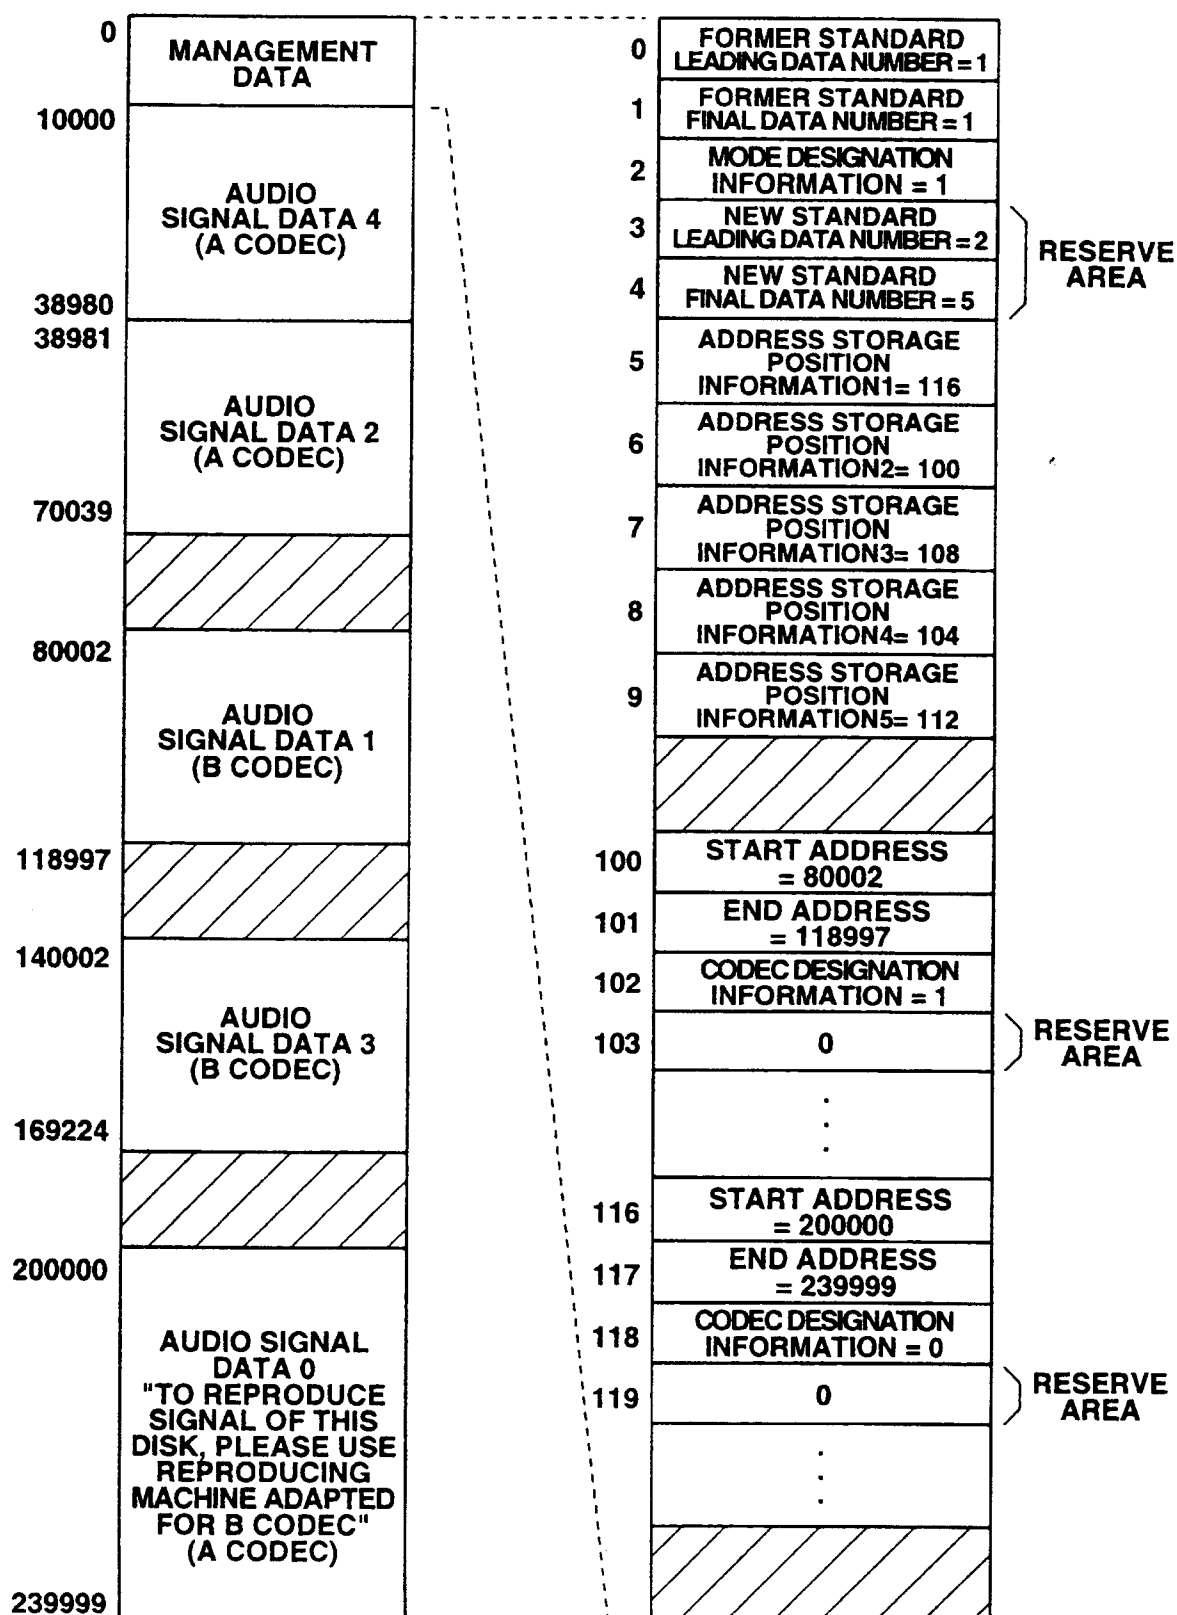 0
MANAGEMENT
DATA
10000
AUDIO
SIGNAL DATA 4
(A CODEC)
38980
38981
AUDIO
SIGNAL DATA 2
(A CODEC)
70039
80002
AUDIO
SIGNAL DATA 1
(B CODEC)
118997
140002
AUDIO
SIGNAL DATA 3
(B CODEC)
169224
200000
AUDIO SIGNAL
DATA 0
"TO REPRODUCE
SIGNAL OF THIS
DISK, PLEASE USE
REPRODUCING
MACHINE ADAPTED
FOR B CODEC"
(A CODEC)
239999
0
FORMER STANDARD
LEADING DATA NUMBER = 1
1
FORMER STANDARD
FINAL DATA NUMBER = 1
2
MODE DESIGNATION
INFORMATION = 1
3
NEW STANDARD
LEADING DATA NUMBER = 2
4
NEW STANDARD
FINAL DATA NUMBER = 5
RESERVE
AREA
5
ADDRESS STORAGE
POSITION
INFORMATION1= 116
6
ADDRESS STORAGE
POSITION
INFORMATION2= 100
7
ADDRESS STORAGE
POSITION
INFORMATION3= 108
8
ADDRESS STORAGE
POSITION
INFORMATION4= 104
9
ADDRESS STORAGE
POSITION
INFORMATION5= 112
100
START ADDRESS
= 80002
101
END ADDRESS
= 118997
102
CODEC DESIGNATION
INFORMATION = 1
103
0
RESERVE
AREA
116
START ADDRESS
= 200000
117
END ADDRESS
= 239999
118
CODEC DESIGNATION
INFORMATION = 0
119
0
RESERVE
AREA